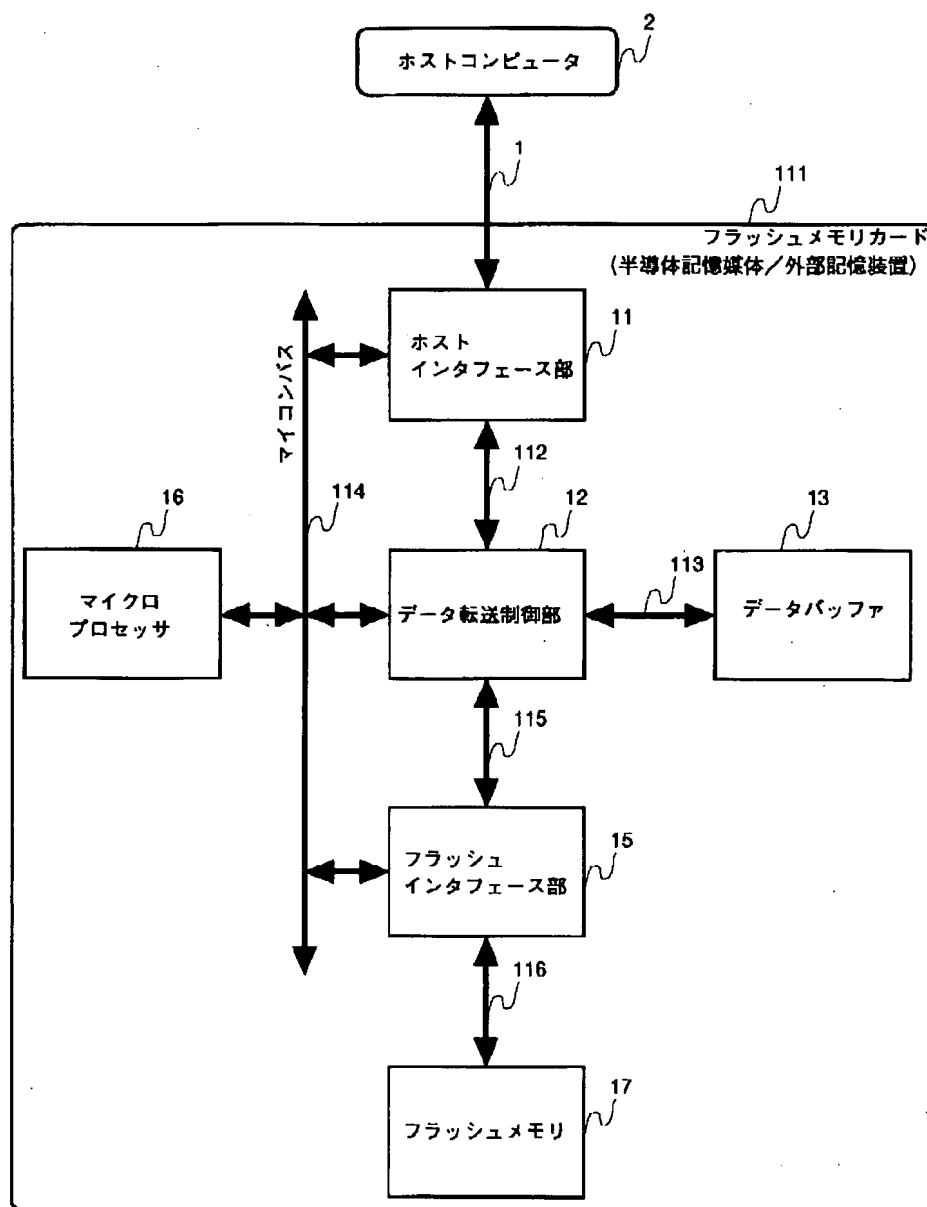 2
ホストコンピュータ
1
111
フラッシュメモリカード
(半導体記憶媒体／外部記憶装置)
11
ホスト
インタフェース部
マイコンバス
112
114
16
12
13
113
マイクロ
プロセッサ
データ転送制御部
データバッファ
115
15
フラッシュ
インタフェース部
116
17
フラッシュメモリ